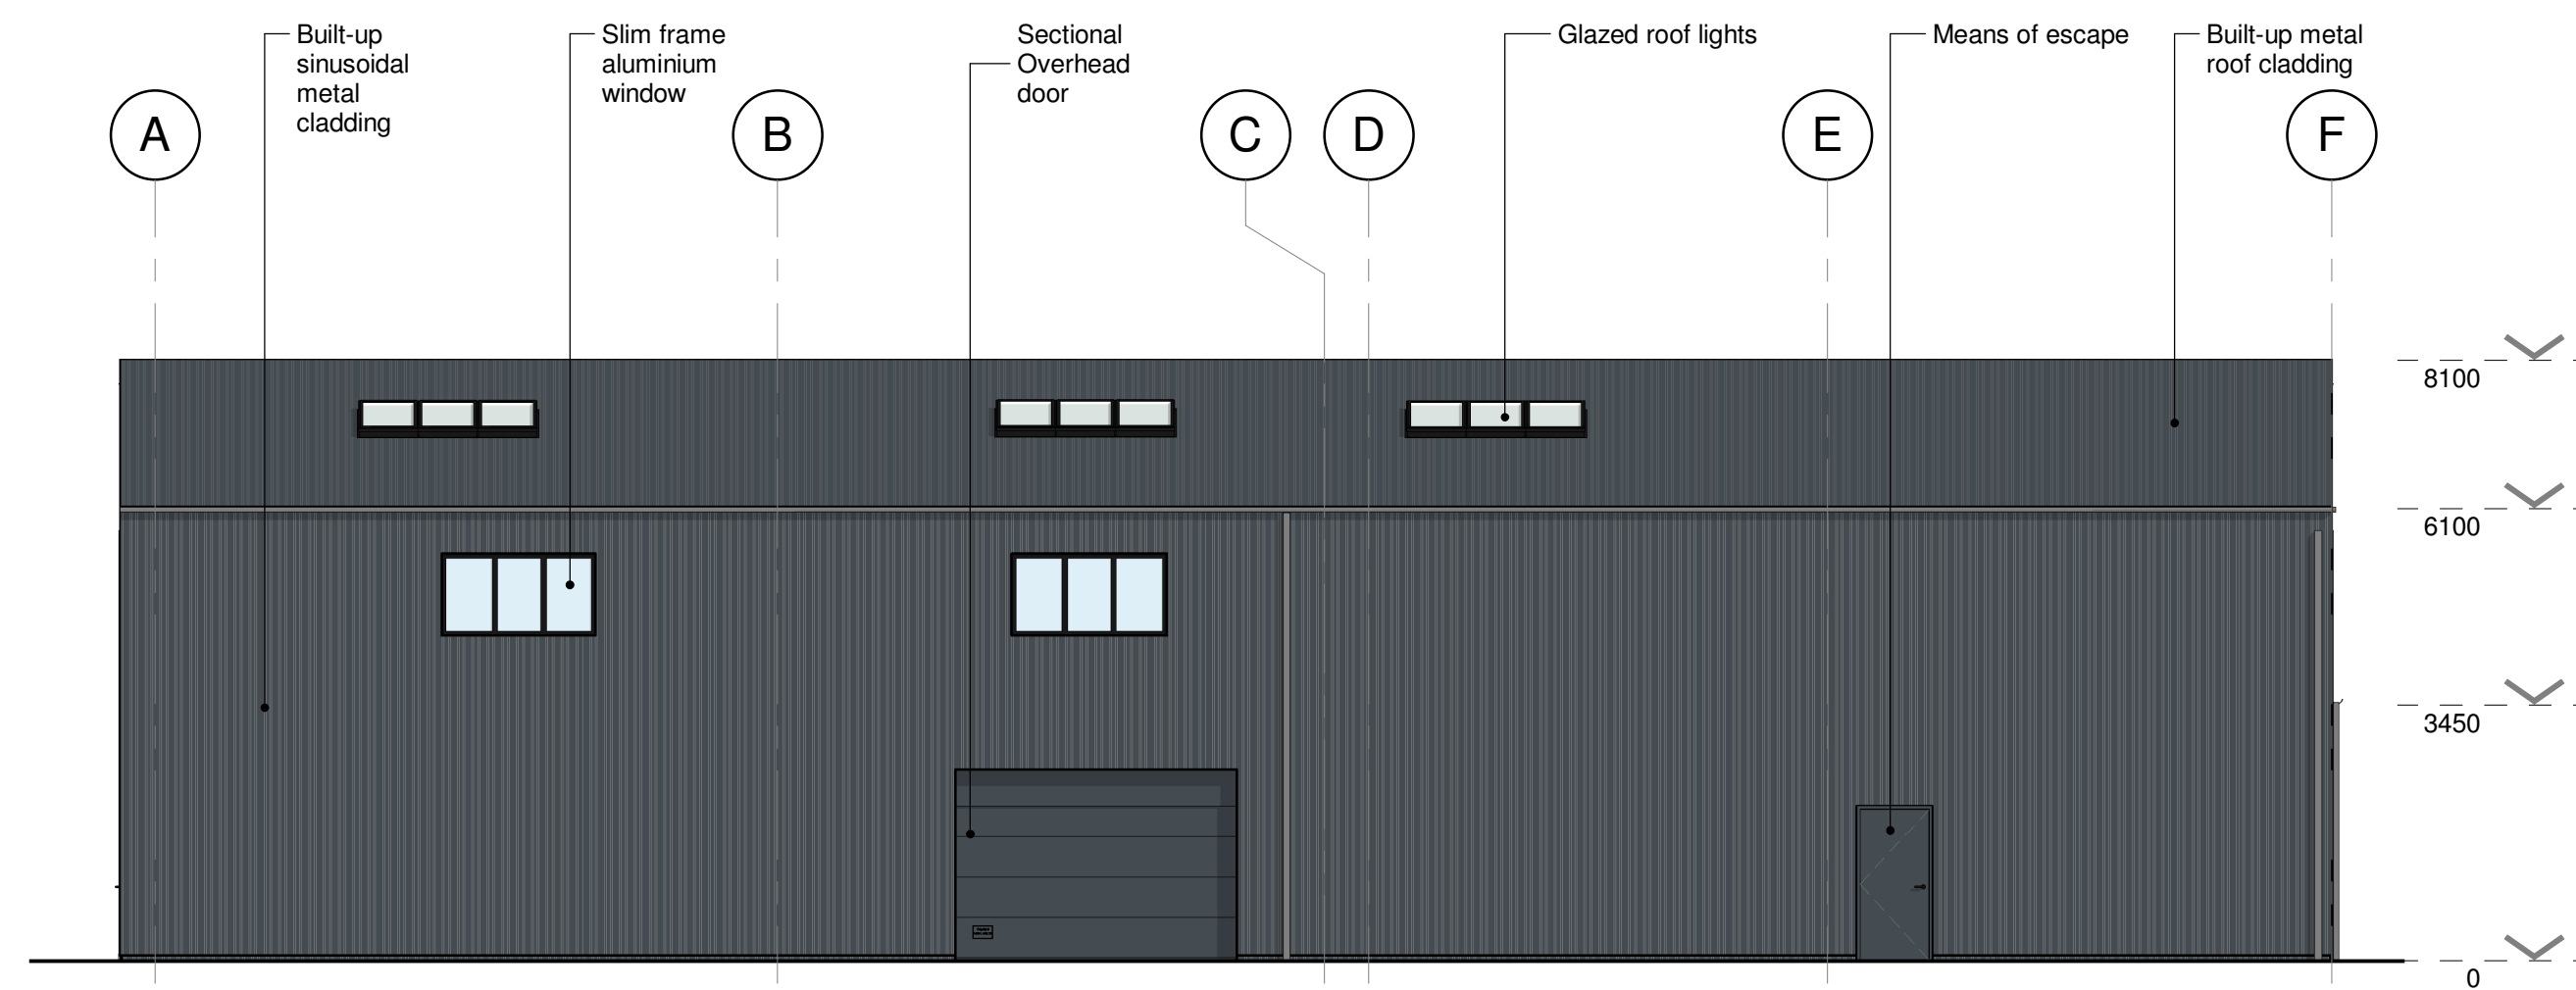 Built-up
sinusoidal
metal
cladding
Slim frame
aluminium
window
Sectional
Overhead
door
Glazed roof lights
Means of escape
Built-up metal
roof cladding
A
B
C
D
E
F
8100
6100
3450
0